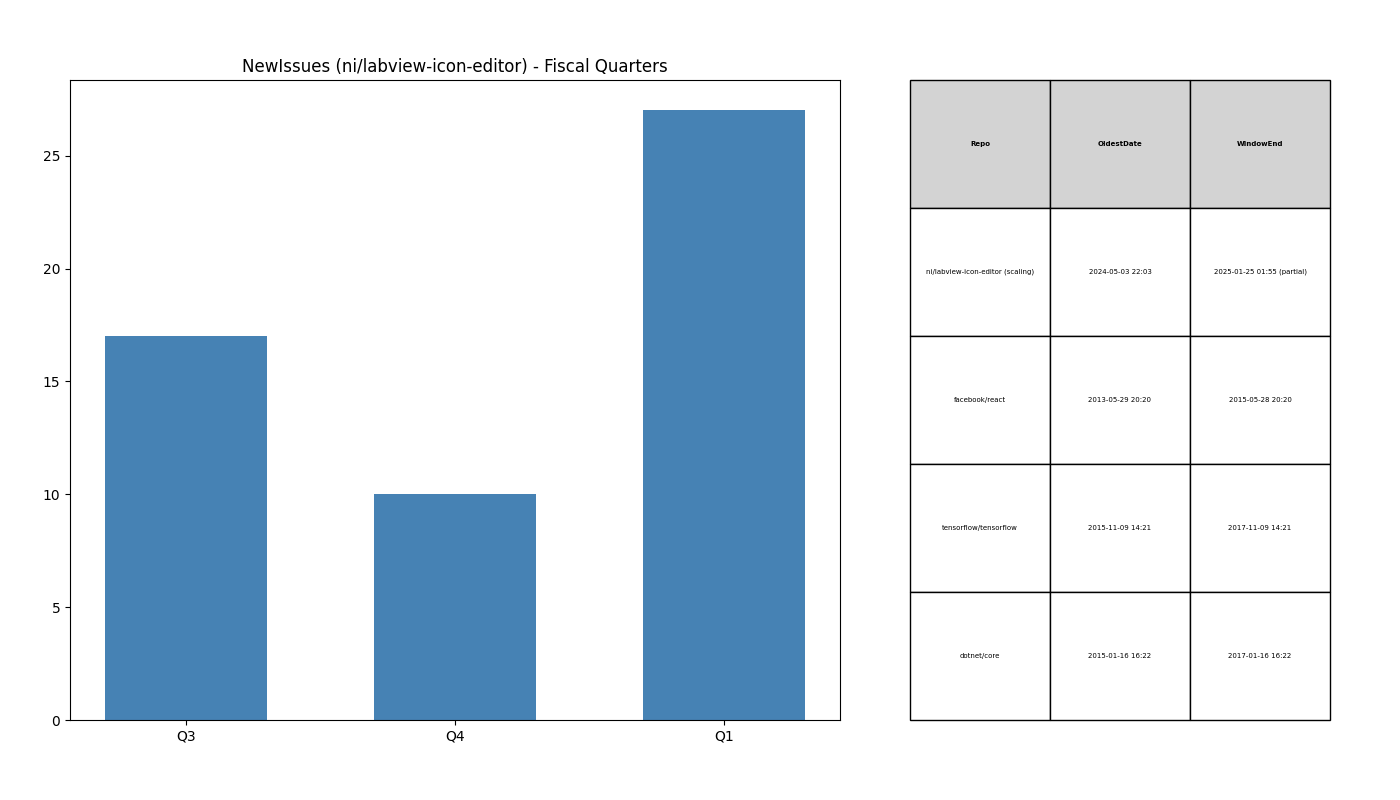 NewIssues (ni/labview-icon-editor) - Fiscal Quarters
25
20
15
10
5
0
Q3 Q4 Q1
Repo OldestDate WindowEnd
ni/labview-icon-editor (scaling) 2024-05-03 22:03 2025-01-25 01:55 (partial)
facebook/react 2013-05-29 20:20 2015-05-28 20:20
tensorflow/tensorflow 2015-11-09 14:21 2017-11-09 14:21
dotnet/core 2015-01-16 16:22 2017-01-16 16:22